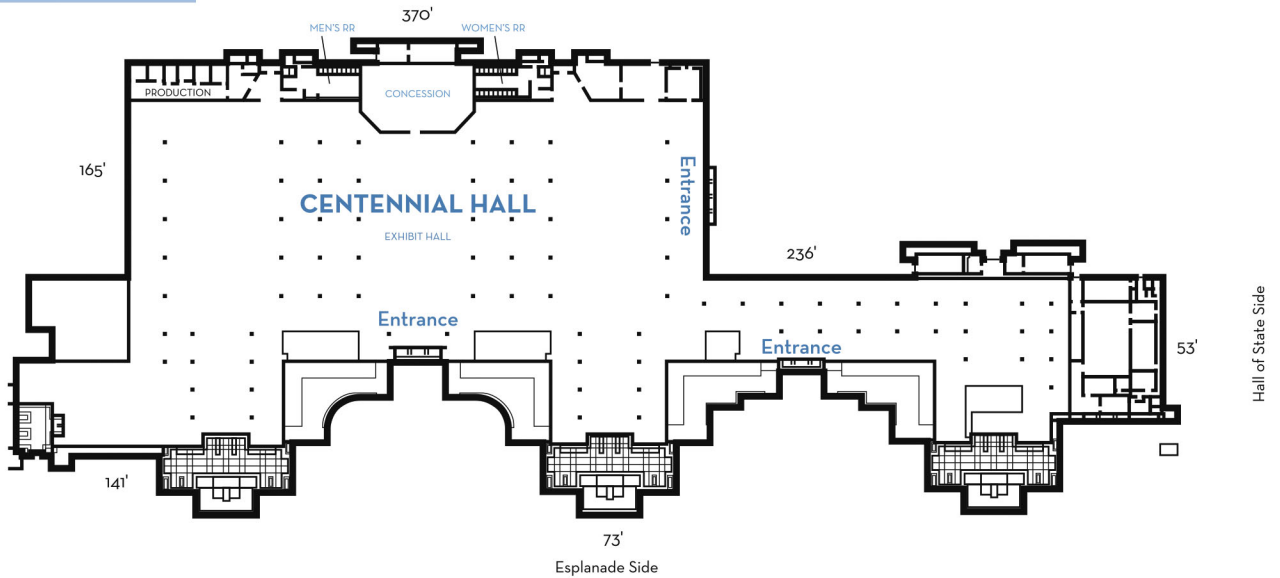 370'
MEN'S RR
WOMEN'S RR
PRODUCTION
CONCESSION
165'
Entrance
CENTENNIAL HALL
EXHIBIT HALL
236'
Entrance
Entrance
53'
Hall of State Side
141'
73'
Esplanade Side